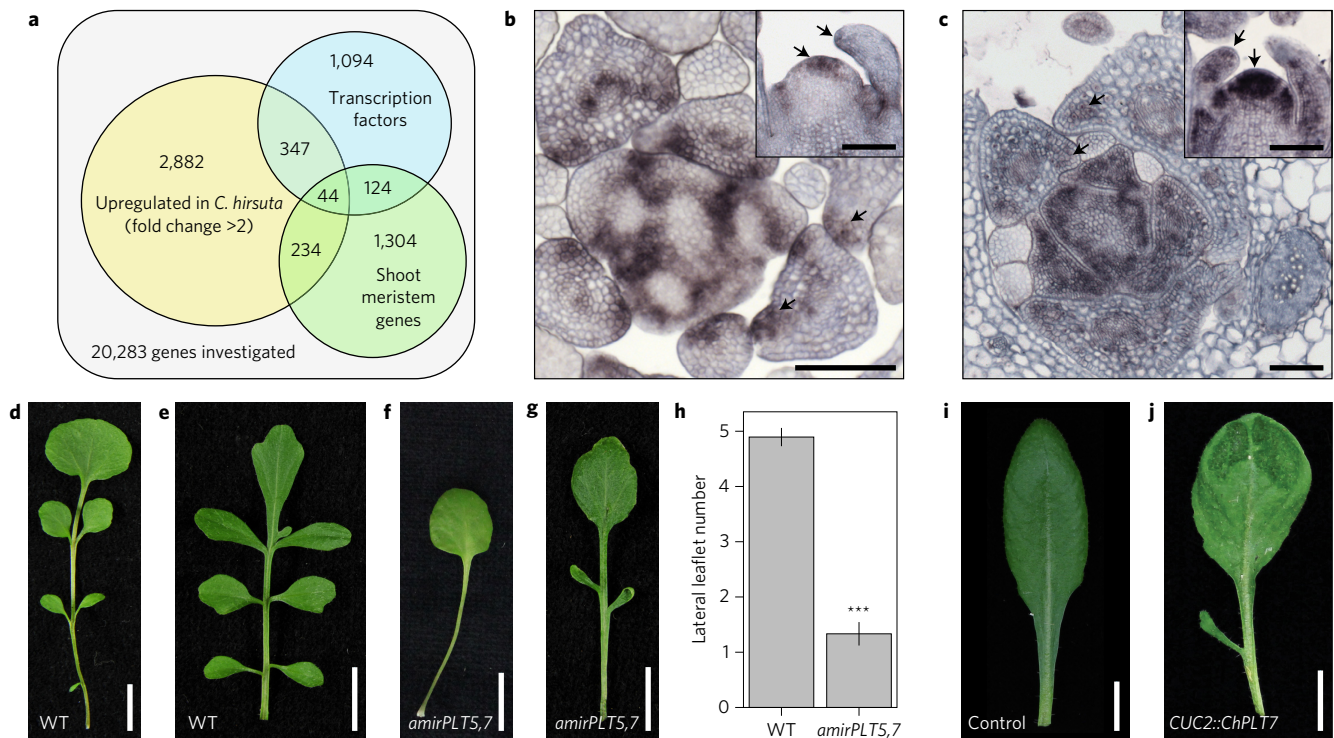 a
1,094
Transcription
factors
347
2,882
44
124
Upregulated in C. hirsuta
(fold change >2)
234
1,304
Shoot
meristem
genes
20,283 genes investigated
b
c
d
WT
e
WT
f
amirPLT5,7
g
amirPLT5,7
h
Lateral leaflet number
5
4
3
2
1
0
***
WT
amirPLT5,7
i
Control
j
CUC2::ChPLT7